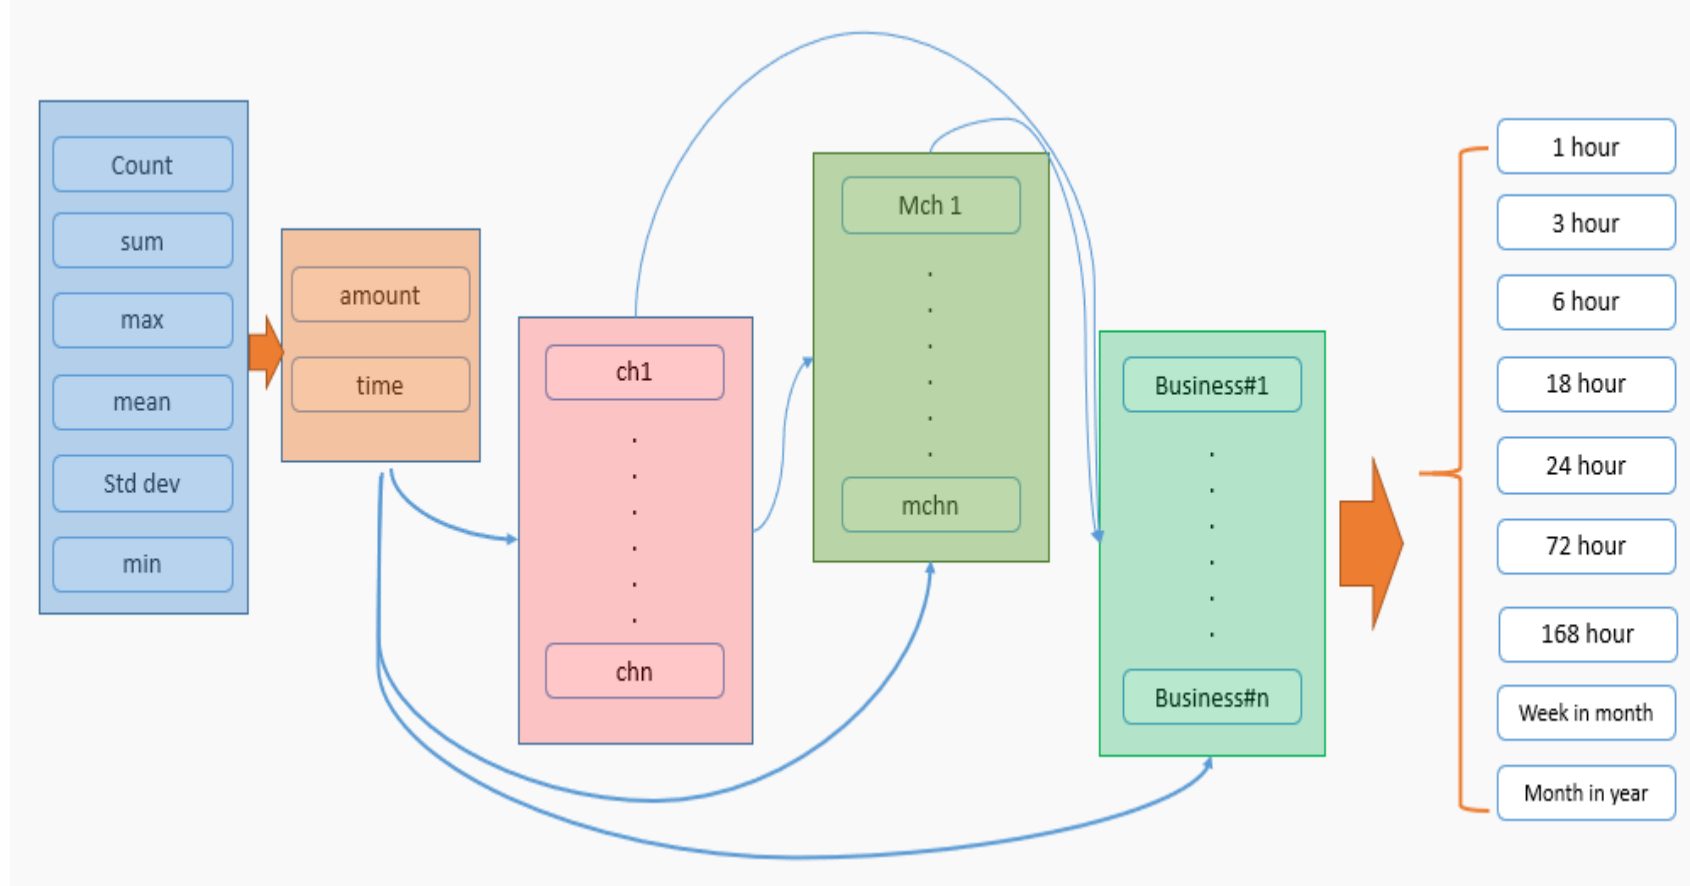 Count
sum
max
mean
Std dev
min
amount
time
ch1
chn
Mch 1
mchn
Business#1
Business#n
1 hour
3 hour
6 hour
18 hour
24 hour
72 hour
168 hour
Week in month
Month in year